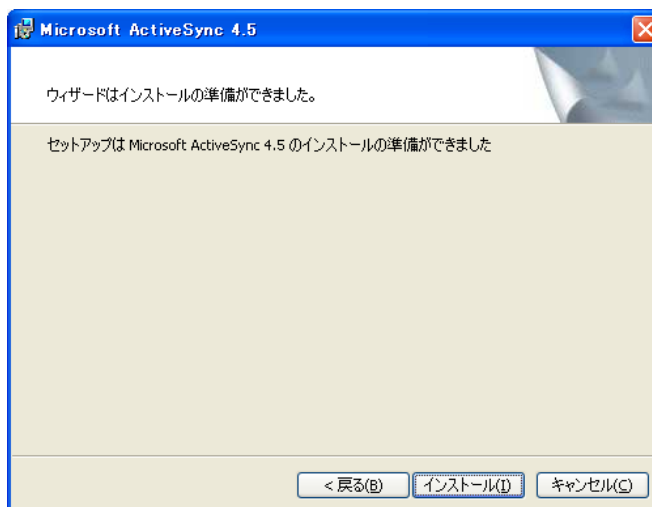 Microsoft ActiveSync 4.5
ウィザードはインストールの準備ができました。
セットアップは Microsoft ActiveSync 4.5 のインストールの準備ができました
< 戻る(B) インストール(I) キャンセル(C)